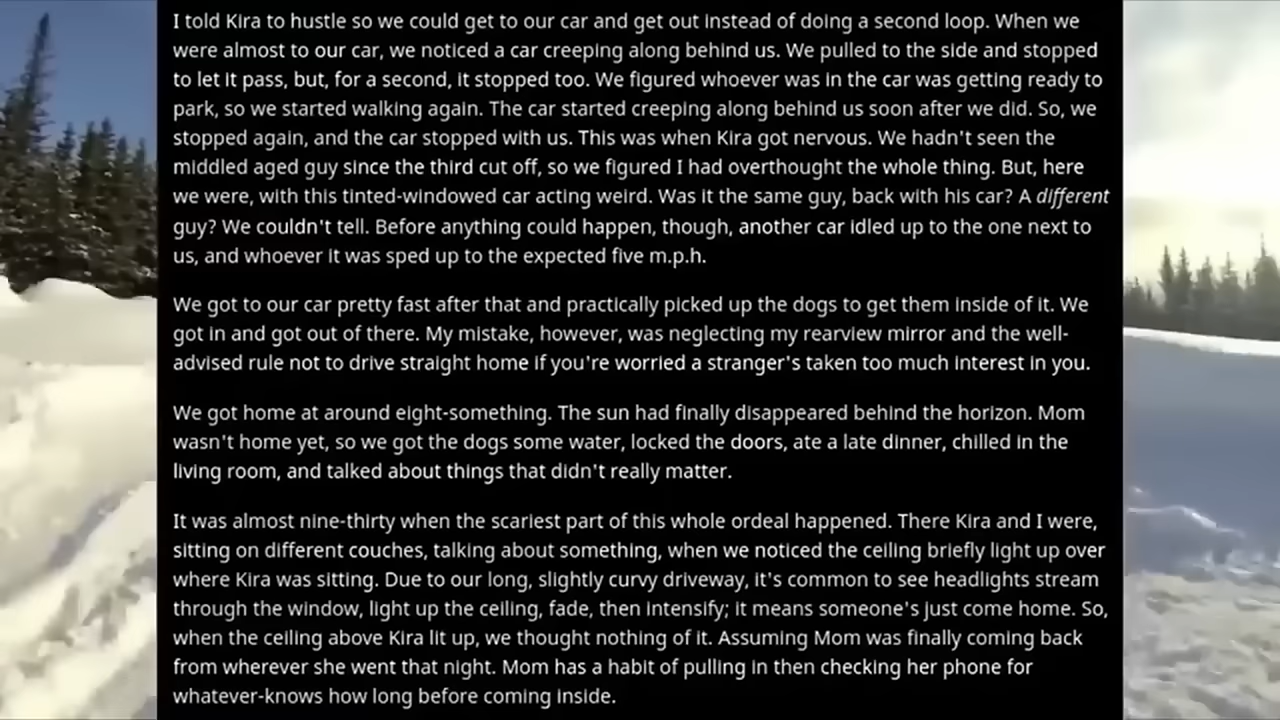 I told Kira to hustle so we could get to our car and get out instead of doing a second loop. When we
were almost to our car, we noticed a car creeping along behind us. We pulled to the side and stopped
to let it pass, but, for a second, it stopped too. We figured whoever was in the car was getting ready to
park, so we started walking again. The car started creeping along behind us soon after we did. So, we
stopped again, and the car stopped with us. This was when Kira got nervous. We hadn't seen the
middled aged guy since the third cut off, so we figured I had overthought the whole thing. But, here
we were, with this tinted-windowed car acting weird. Was it the same guy, back with his car? A different
guy? We couldn't tell. Before anything could happen, though, another car idled up to the one next to
us, and whoever it was sped up to the expected five m.p.h.
We got to our car pretty fast after that and practically picked up the dogs to get them inside of it. We
got in and got out of there. My mistake, however, was neglecting my rearview mirror and the well-
advised rule not to drive straight home if you're worried a stranger's taken too much interest in you.
We got home at around eight-something. The sun had finally disappeared behind the horizon. Mom
wasn't home yet, so we got the dogs some water, locked the doors, ate a late dinner, chilled in the
living room, and talked about things that didn't really matter.
It was almost nine-thirty when the scariest part of this whole ordeal happened. There Kira and I were,
sitting on different couches, talking about something, when we noticed the ceiling briefly light up over
where Kira was sitting. Due to our long, slightly curvy driveway, it's common to see headlights stream
through the window, light up the ceiling, fade, then intensify; it means someone's just come home. So,
when the ceiling above Kira lit up, we thought nothing of it. Assuming Mom was finally coming back
from wherever she went that night. Mom has a habit of pulling in then checking her phone for
whatever-knows how long before coming inside.